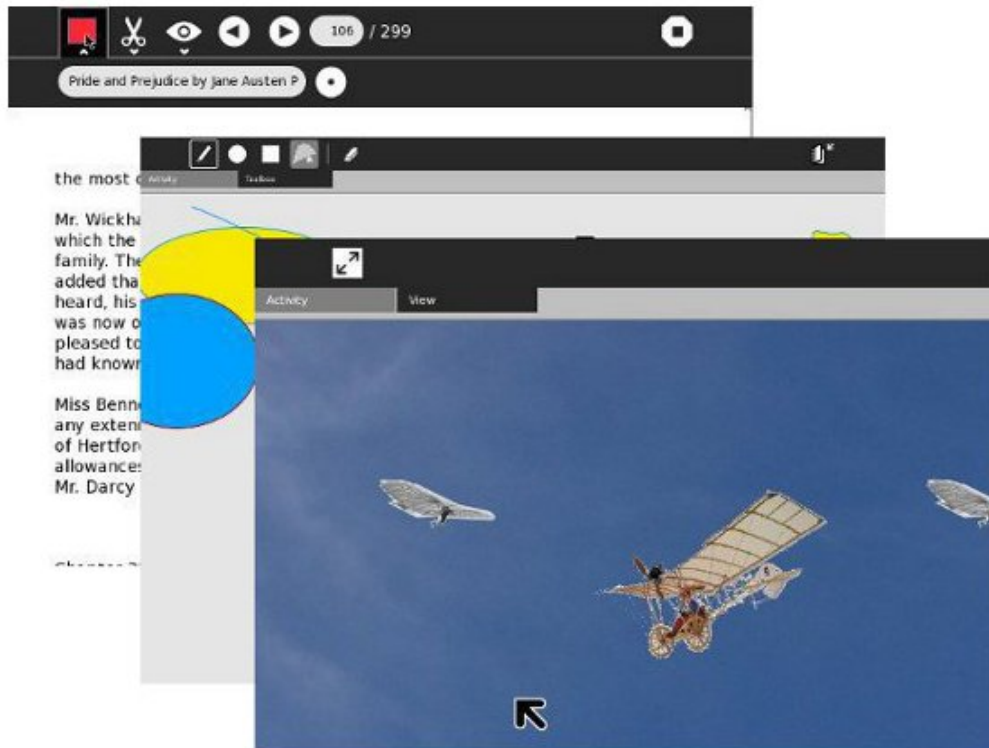 106 / 299
Pride and Prejudice by Jane Austen P
the most
Activity
Toolbox
Mr. Wickha
which the
family. The
added tha
heard, his
was now o
pleased to
had known
Activity
View
Miss Benn
any exten
of Hertfor
allowances
Mr. Darcy